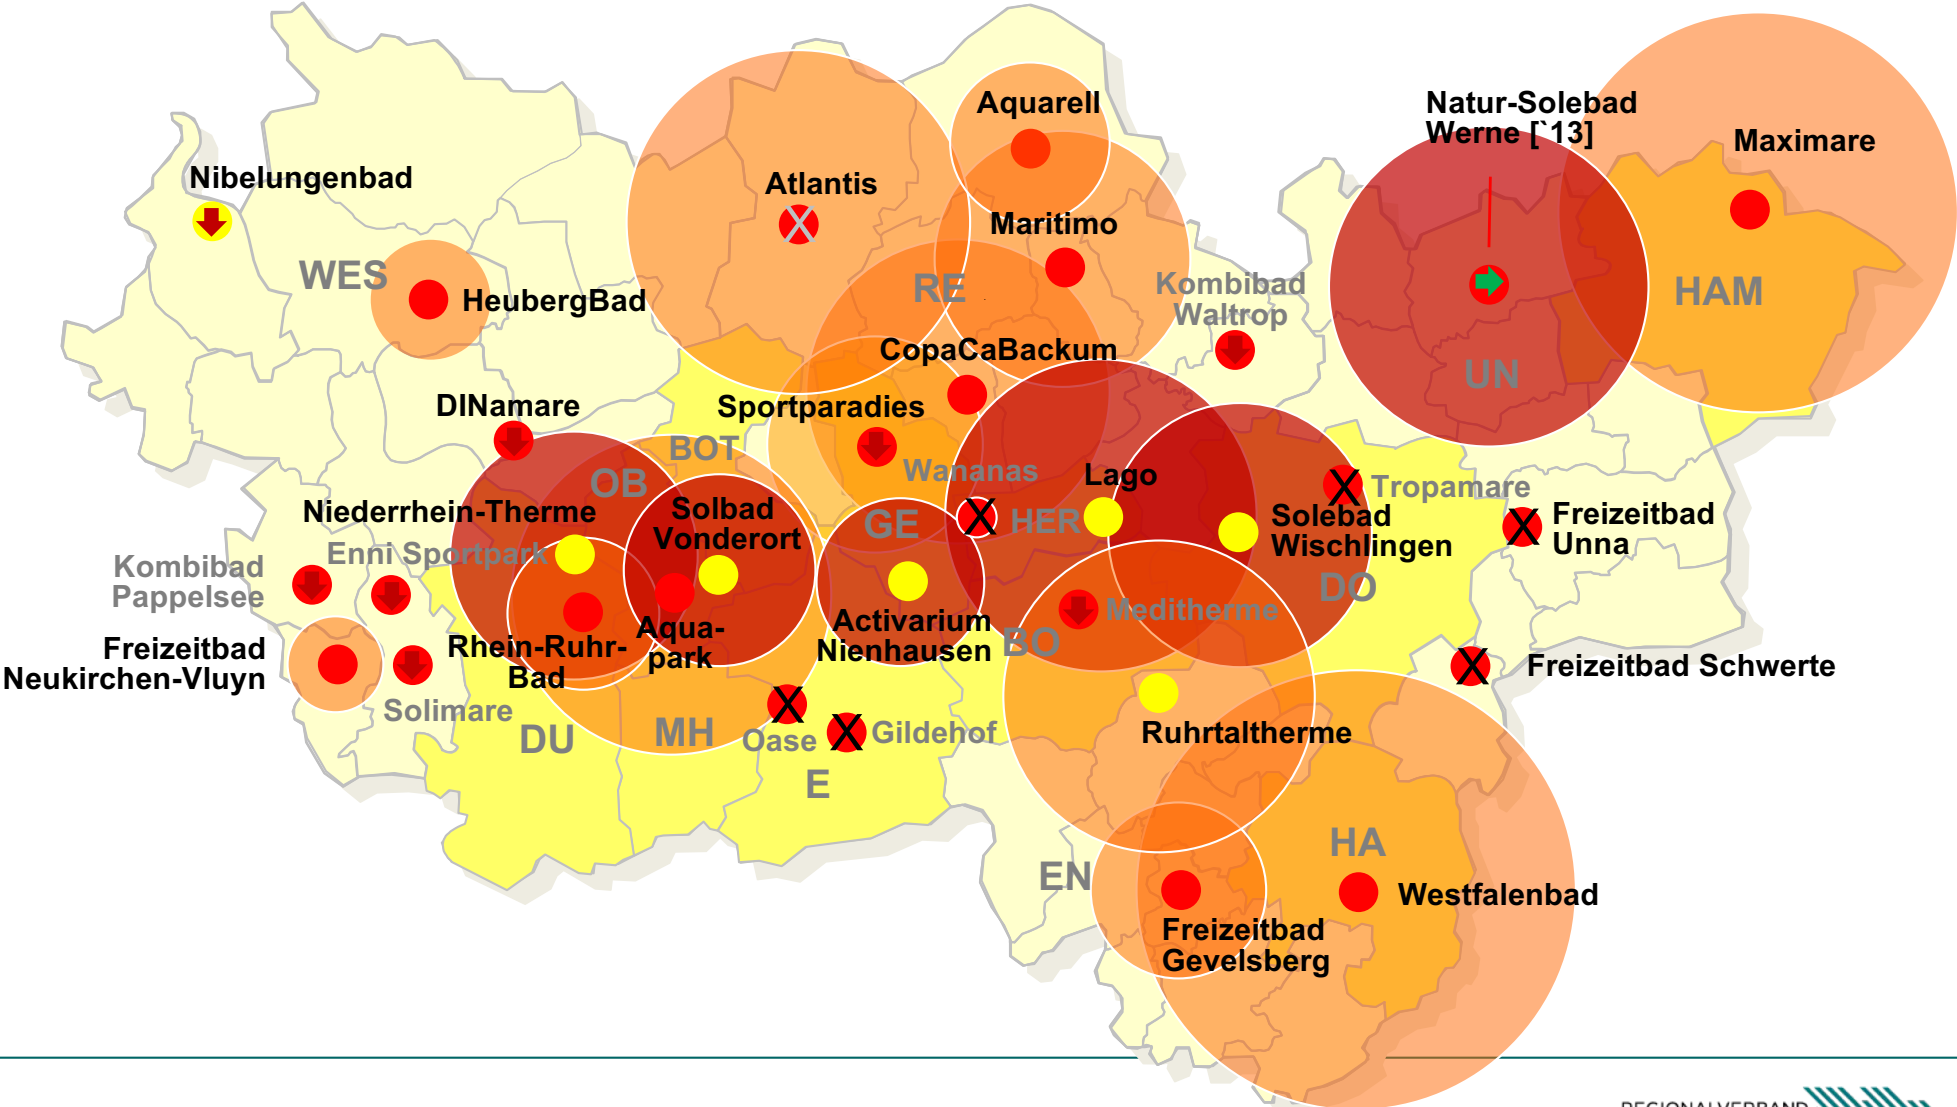 Aquarell
Natur-Solebad
Werne [`13]
Maximare
Nibelungenbad
Atlantis
Maritimo
WES
HeubergBad
RE
Kombibad
Waltrop
HAM
CopaCaBackum
UN
DINamare
Sportparadies
BOT
OB
Wananas
Lago
Tropamare
Niederrhein-Therme
Solbad
Vonderort
GE
HER
Solebad
Wischlingen
Freizeitbad
Unna
Enni Sportpark
Kombibad
Pappelsee
DO
Meditherme
Activarium
Nienhausen
BO
Aqua-
park
Rhein-Ruhr-
Bad
Freizeitbad
Neukirchen-Vluyn
Freizeitbad Schwerte
Solimare
DU
MH
Oase
Gildehof
Ruhrtaltherme
E
HA
EN
Westfalenbad
Freizeitbad
Gevelsberg
REGIONALVERBAND